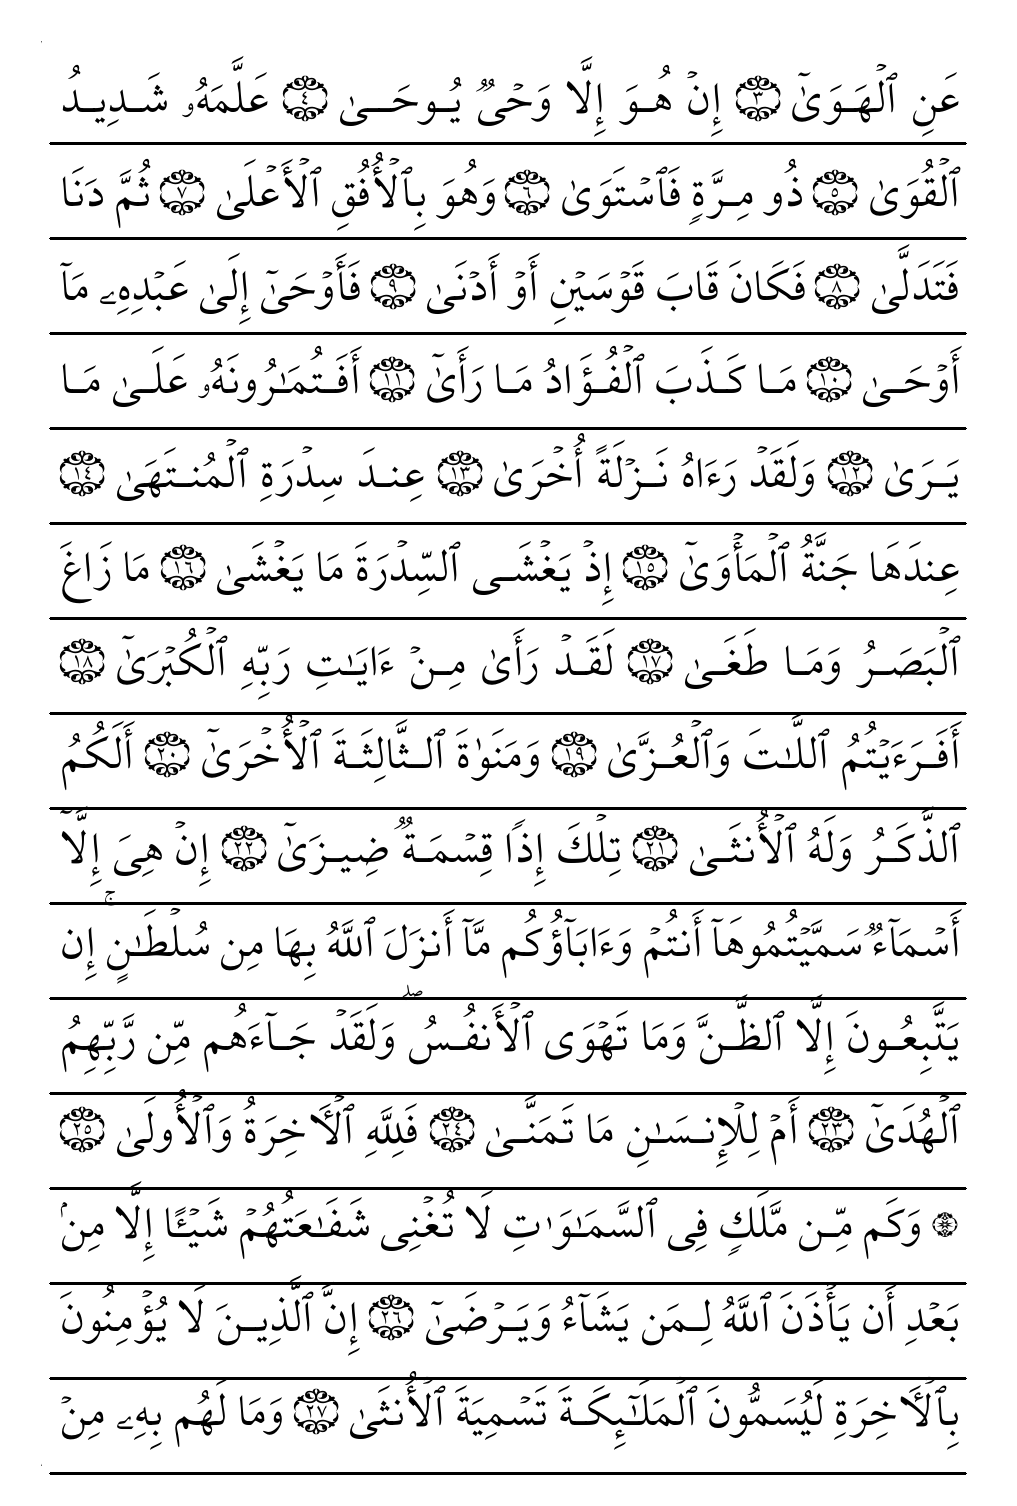 عَنِ ٱلْهَوَىٰٓ ٣ إِنْ هُوَ إِلَّا وَحْىٌۭ يُوحَىٰ ٤ عَلَّمَهُۥ شَدِيدُ
ٱلْقُوَىٰ ٥ ذُو مِرَّةٍۢ فَٱسْتَوَىٰ ٦ وَهُوَ بِٱلْأُفُقِ ٱلْأَعْلَىٰ ٧ ثُمَّ دَنَا
فَتَدَلَّىٰ ٨ فَكَانَ قَابَ قَوْسَيْنِ أَوْ أَدْنَىٰ ٩ فَأَوْحَىٰٓ إِلَىٰ عَبْدِهِۦ مَآ
أَوْحَىٰ ١٠ مَا كَذَبَ ٱلْفُؤَادُ مَا رَأَىٰٓ ١١ أَفَتُمَـٰرُونَهُۥ عَلَىٰ مَا
يَرَىٰ ١٢ وَلَقَدْ رَءَاهُ نَزْلَةً أُخْرَىٰ ١٣ عِندَ سِدْرَةِ ٱلْمُنتَهَىٰ ١٤
عِندَهَا جَنَّةُ ٱلْمَأْوَىٰٓ ١٥ إِذْ يَغْشَى ٱلسِّدْرَةَ مَا يَغْشَىٰ ١٦ مَا زَاغَ
ٱلْبَصَرُ وَمَا طَغَىٰ ١٧ لَقَدْ رَأَىٰ مِنْ ءَايَـٰتِ رَبِّهِ ٱلْكُبْرَىٰٓ ١٨
أَفَرَءَيْتُمُ ٱللَّـٰتَ وَٱلْعُزَّىٰ ١٩ وَمَنَوٰةَ ٱلثَّالِثَةَ ٱلْأُخْرَىٰٓ ٢٠ أَلَكُمُ
ٱلذَّكَرُ وَلَهُ ٱلْأُنثَىٰ ٢١ تِلْكَ إِذًۭا قِسْمَةٌۭ ضِيزَىٰٓ ٢٢ إِنْ هِىَ إِلَّآ
أَسْمَآءٌۭ سَمَّيْتُمُوهَآ أَنتُمْ وَءَابَآؤُكُم مَّآ أَنزَلَ ٱللَّهُ بِهَا مِن سُلْطَـٰنٍ ۚ إِن
يَتَّبِعُونَ إِلَّا ٱلظَّنَّ وَمَا تَهْوَى ٱلْأَنفُسُ ۖ وَلَقَدْ جَآءَهُم مِّن رَّبِّهِمُ
ٱلْهُدَىٰٓ ٢٣ أَمْ لِلْإِنسَـٰنِ مَا تَمَنَّىٰ ٢٤ فَلِلَّهِ ٱلْـَٔاخِرَةُ وَٱلْأُولَىٰ ٢٥
۞ وَكَم مِّن مَّلَكٍۢ فِى ٱلسَّمَـٰوَٰتِ لَا تُغْنِى شَفَـٰعَتُهُمْ شَيْـًٔا إِلَّا مِنۢ
بَعْدِ أَن يَأْذَنَ ٱللَّهُ لِمَن يَشَآءُ وَيَرْضَىٰٓ ٢٦ إِنَّ ٱلَّذِينَ لَا يُؤْمِنُونَ
بِٱلْـَٔاخِرَةِ لَيُسَمُّونَ ٱلْمَلَـٰٓئِكَةَ تَسْمِيَةَ ٱلْأُنثَىٰ ٢٧ وَمَا لَهُم بِهِۦ مِنْ